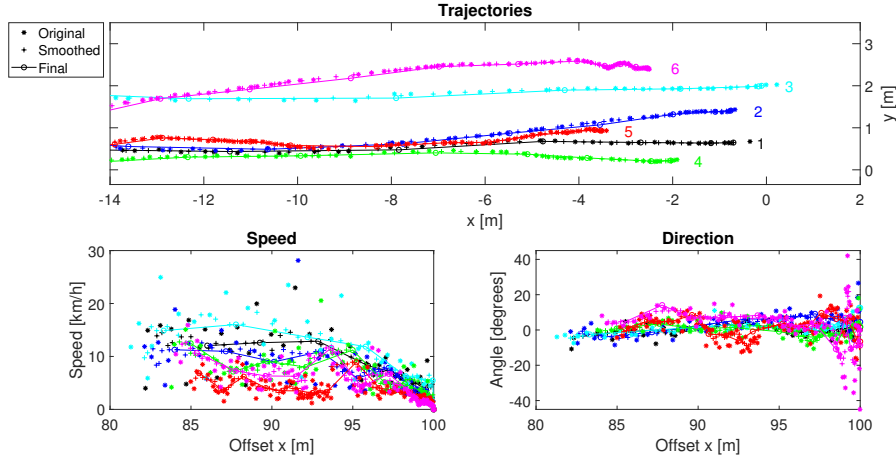 Trajectories
Original
Smoothed
Final
6
3
2
5
1
4
3
2
1
0
y [m]
-14 -12 -10 -8 -6 -4 -2 0 2
x [m]
Speed
30
20
10
0
Speed [km/h]
80 85 90 95 100
Offset x [m]
Direction
40
20
0
-20
-40
Angle [degrees]
80 85 90 95 100
Offset x [m]